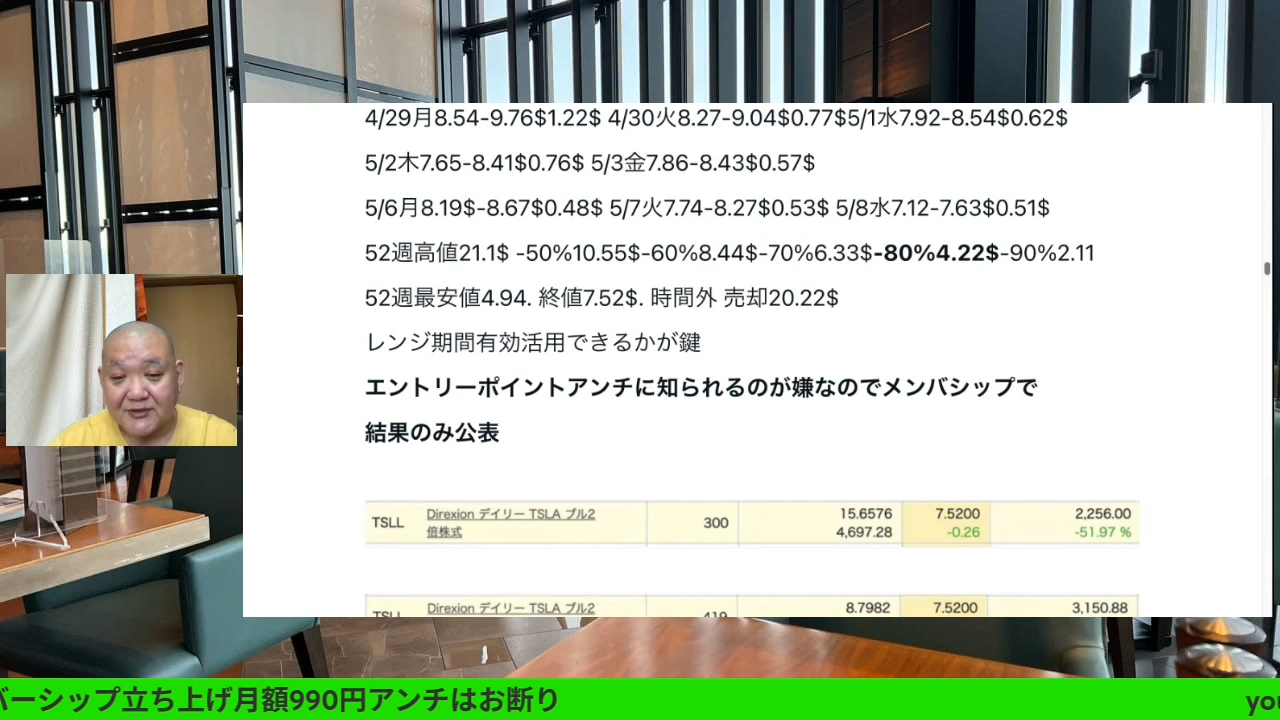 4/29月8.54-9.76$1.22$ 4/30火8.27-9.04$0.77$5/1水7.92-8.54$0.62$
5/2木7.65-8.41$0.76$ 5/3金7.86-8.43$0.57$
5/6月8.19$-8.67$0.48$ 5/7火7.74-8.27$0.53$ 5/8水7.12-7.63$0.51$
52週高値21.1$ -50%10.55$-60%8.44$-70%6.33$-80%4.22$-90%2.11
52週最安値4.94. 終値7.52$. 時間外 売却20.22$
レンジ期間有効活用できるかが鍵
エントリーポイントアンチに知られるのが嫌なのでメンバシップで
結果のみ公表
TSLL Direxion デイリー TSLA ブル2 300 15.6576 7.5200 2,256.00
倍株式 4,697.28 -0.26 -51.97 %
TSLL Direxion デイリー TSLA ブル2 419 8.7982 7.5200 3,150.88
バーシップ立ち上げ月額990円アンチはお断り you